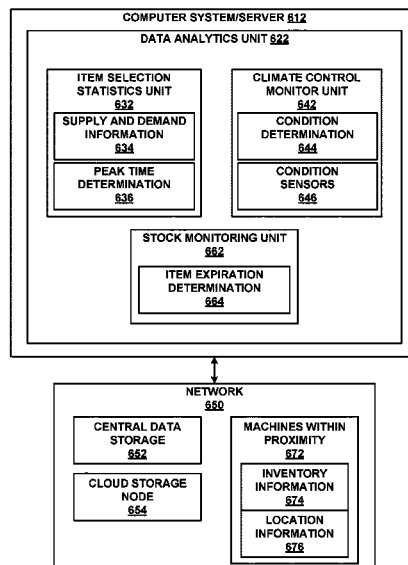 COMPUTER SYSTEM/SERVER 612
DATA ANALYTICS UNIT 622
ITEM SELECTION
STATISTICS UNIT
632
SUPPLY AND DEMAND
INFORMATION
634
PEAK TIME
DETERMINATION
636
CLIMATE CONTROL
MONITOR UNIT
642
CONDITION
DETERMINATION
644
CONDITION
SENSORS
646
STOCK MONITORING UNIT
662
ITEM EXPIRATION
DETERMINATION
664
NETWORK
650
CENTRAL DATA
STORAGE
652
CLOUD STORAGE
NODE
654
MACHINES WITHIN
PROXIMITY
672
INVENTORY
INFORMATION
674
LOCATION
INFORMATION
676